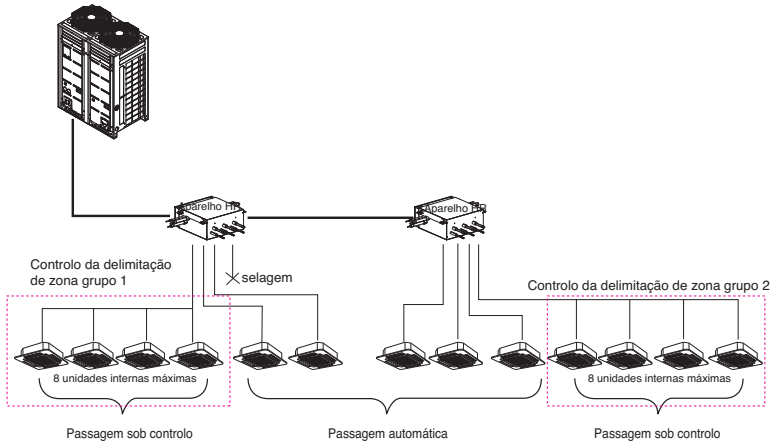 Aparelho HR
Aparelho HR
Controlo da delimitação
de zona grupo 1
selagem
Controlo da delimitação de zona grupo 2
8 unidades internas máximas
8 unidades internas máximas
Passagem sob controlo
Passagem automática
Passagem sob controlo